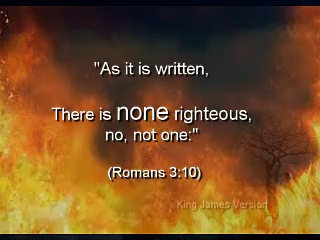 "As it is written,
There is none righteous,
no, not one:"
(Romans 3:10)
King James Version